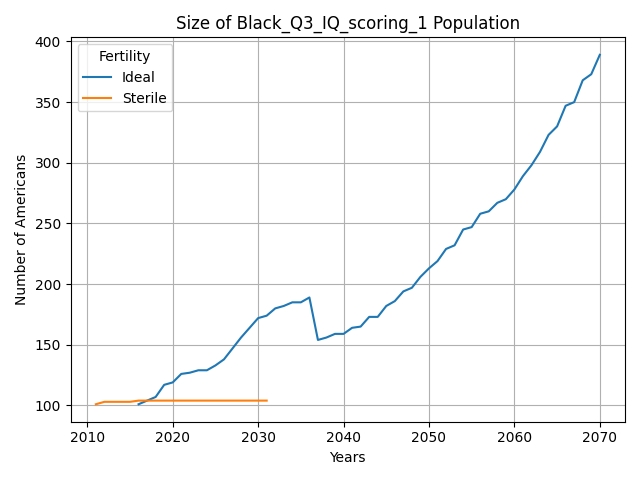 Size of Black_Q3_IQ_scoring_1 Population
Number of Americans
400
350
300
250
200
150
100
Fertility
Ideal
Sterile
2010
2020
2030
2040
2050
2060
2070
Years